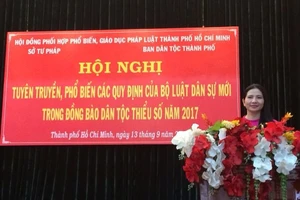 HỘI ĐỒNG PHỐI HỢP PHỔ BIẾN, GIÁO DỤC PHÁP LUẬT THÀNH PHỐ HỒ CHÍ MINH
SỞ TƯ PHÁP BAN DÂN TỘC THÀNH PHỐ
HỘI NGHỊ
TUYÊN TRUYỀN, PHỔ BIẾN CÁC QUY ĐỊNH CỦA BỘ LUẬT DÂN SỰ MỚI
TRONG ĐỒNG BÀO DÂN TỘC THIỂU SỐ NĂM 2017
Thành phố Hồ Chí Minh, ngày 13 tháng 9 năm